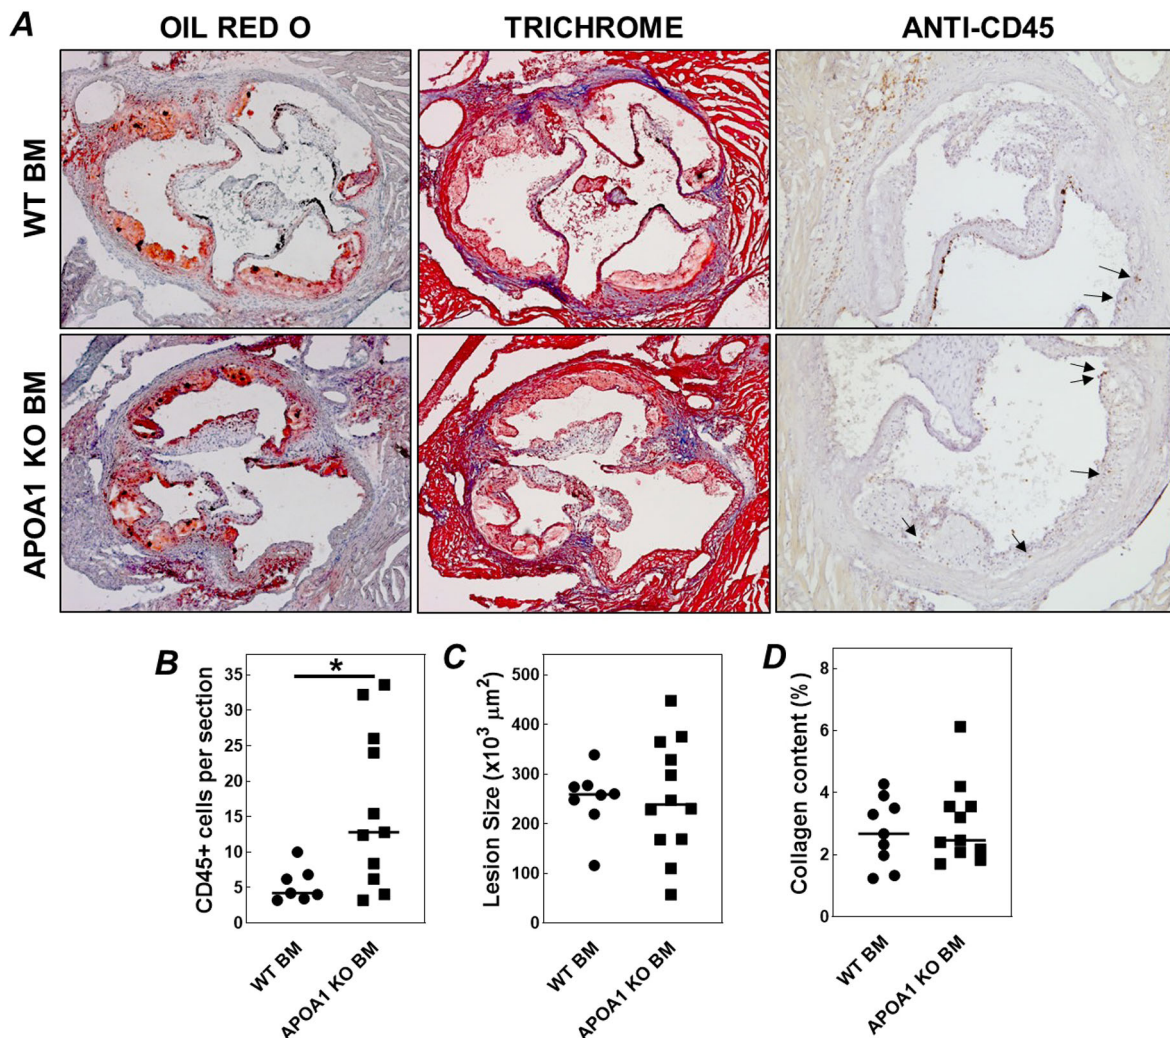 A
OIL RED O
TRICHROME
ANTI-CD45
WT BM
APOA1 KO BM
B
CD45+ cells per section
35
30
25
20
15
10
5
0
*
WT BM
APOA1 KO BM
C
Lesion Size (x10³ μm²)
500
400
300
200
100
0
WT BM
APOA1 KO BM
D
Collagen content (%)
8
6
4
2
0
WT BM
APOA1 KO BM